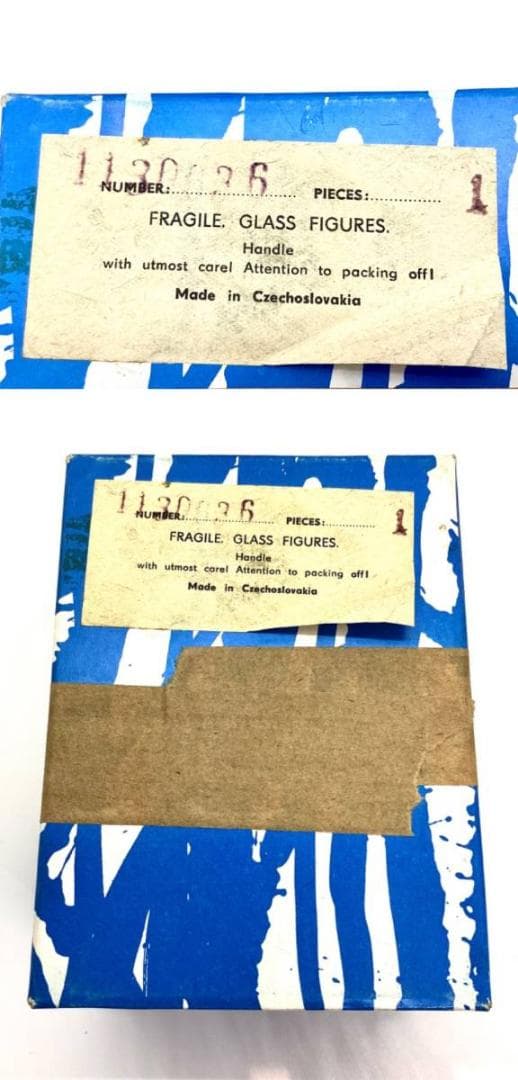 NUMBER: PIECES: 1
FRAGILE. GLASS FIGURES.
Handle
with utmost care! Attention to packing off!
Made in Czechoslovakia
NUMBER: PIECES: 1
FRAGILE. GLASS FIGURES.
Handle
with utmost care! Attention to packing off!
Made in Czechoslovakia